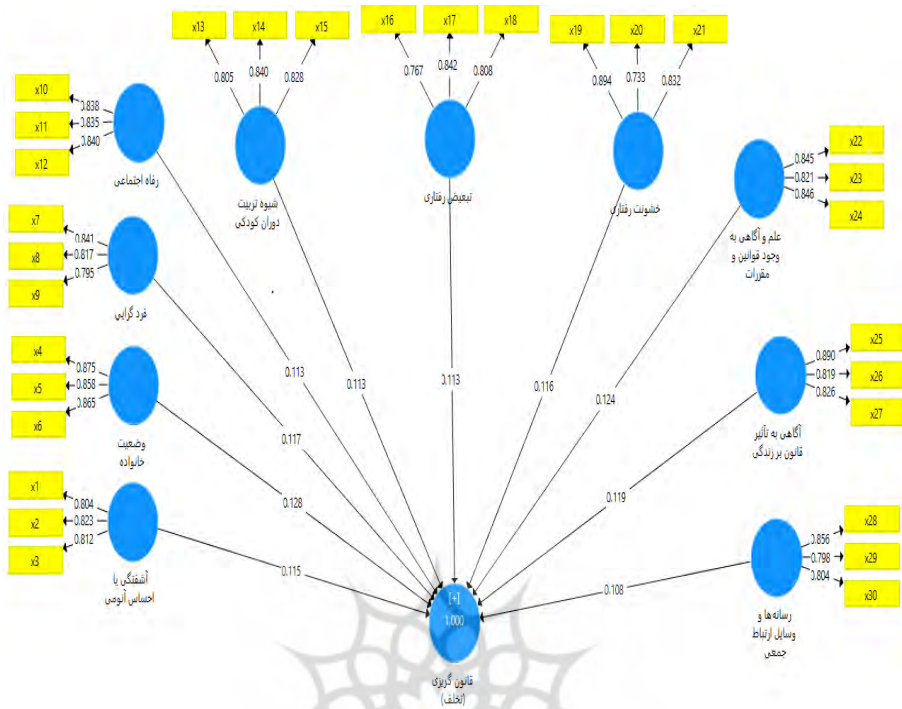 x13
x14
x15
0.805
0.840
0.828
شیوه تربیت
دوران کودکی
x16
x17
x18
0.767
0.842
0.808
تبعیض رفتاری
x19
x20
x21
0.894
0.733
0.832
خشونت رفتاری
x10
x11
x12
0.838
0.835
0.840
رفاه اجتماعی
x22
x23
x24
0.845
0.821
0.846
علم و آگاهی به
وجود قوانین و
مقررات
x7
x8
x9
0.841
0.817
0.795
فرد گرایی
x4
x5
x6
0.875
0.858
0.865
وضعیت
خانواده
x25
x26
x27
0.890
0.819
0.826
آگاهی به تأثیر
قانون بر زندگی
x1
x2
x3
0.804
0.823
0.812
آشفتگی یا
احساس آنومی
x28
x29
x30
0.856
0.798
0.804
رسانه‌ها و
وسایل ارتباط
جمعی
0.113
0.113
0.113
0.116
0.124
0.117
0.128
0.119
0.115
0.108
[+]
1.000
قانون گریزی
(تخلف)